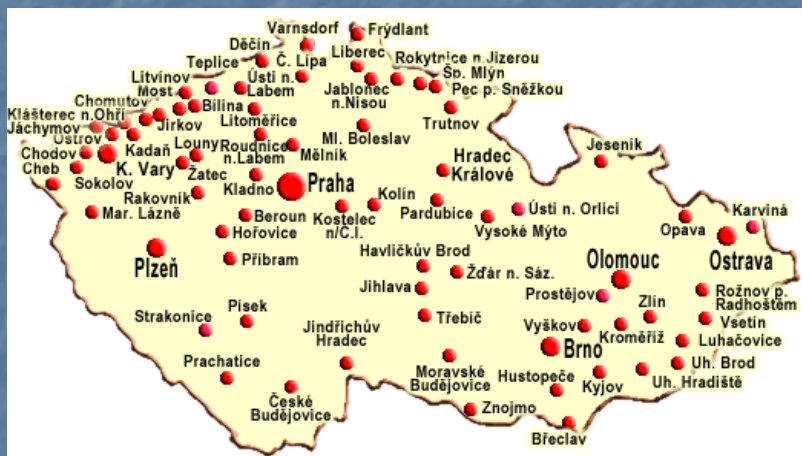 Varnsdorf
Frýdlant
Děčín
Teplice
Č. Lípa
Liberec
Rokytnice n.Jizerou
Litvínov
Ústí n.
Labem
Šp. Mlýn
Most
Jablonec
n.Nisou
Pec p. Sněžkou
Chomutov
Bílina
Klášterec n.Ohří
Litoměřice
Trutnov
Jáchymov
Jirkov
Ostrov
Louny
Roudnice
n.Labem
Ml. Boleslav
Kadaň
Mělník
Chodov
K. Vary
Hradec
Králové
Jeseník
Cheb
Žatec
Sokolov
Kladno
Praha
Rakovník
Kolín
Mar. Lázně
Beroun
Kostelec
n/Č.l.
Pardubice
Ústí n. Orlicí
Karviná
Hořovice
Vysoké Mýto
Opava
Plzeň
Příbram
Havlíčkův Brod
Olomouc
Ostrava
Žďár n. Sáz.
Jihlava
Prostějov
Rožnov p.
Radhoštěm
Zlín
Strakonice
Písek
Třebíč
Vyškov
Kroměříž
Vsetín
Jindřichův
Hradec
Brno
Luhačovice
Prachatice
Moravské
Budějovice
Hustopeče
Uh. Brod
České
Budějovice
Kyjov
Uh. Hradiště
Znojmo
Břeclav